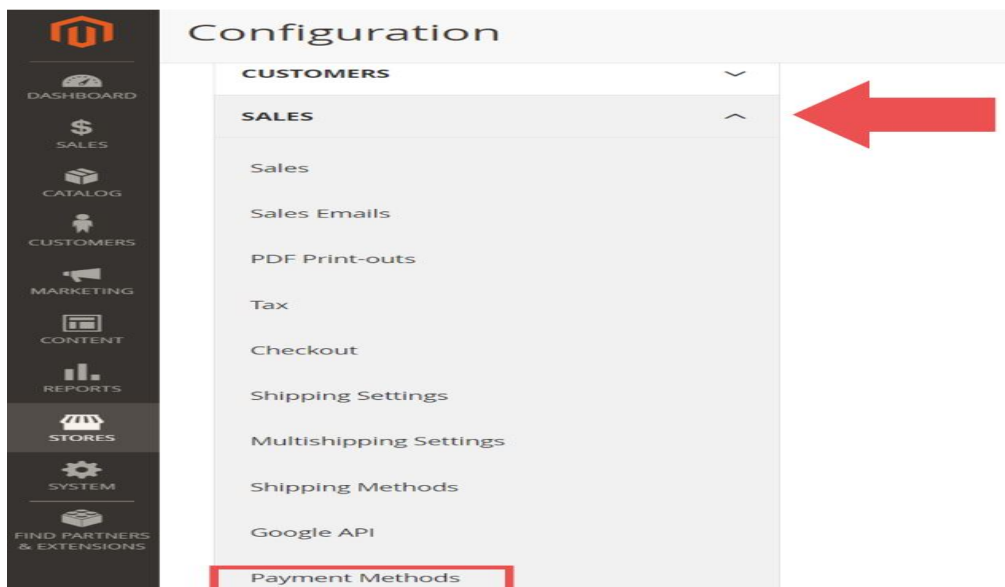 Configuration
DASHBOARD
SALES
CATALOG
CUSTOMERS
MARKETING
CONTENT
REPORTS
STORES
SYSTEM
FIND PARTNERS
& EXTENSIONS
CUSTOMERS
SALES
Sales
Sales Emails
PDF Print-outs
Tax
Checkout
Shipping Settings
Multishipping Settings
Shipping Methods
Google API
Payment Methods